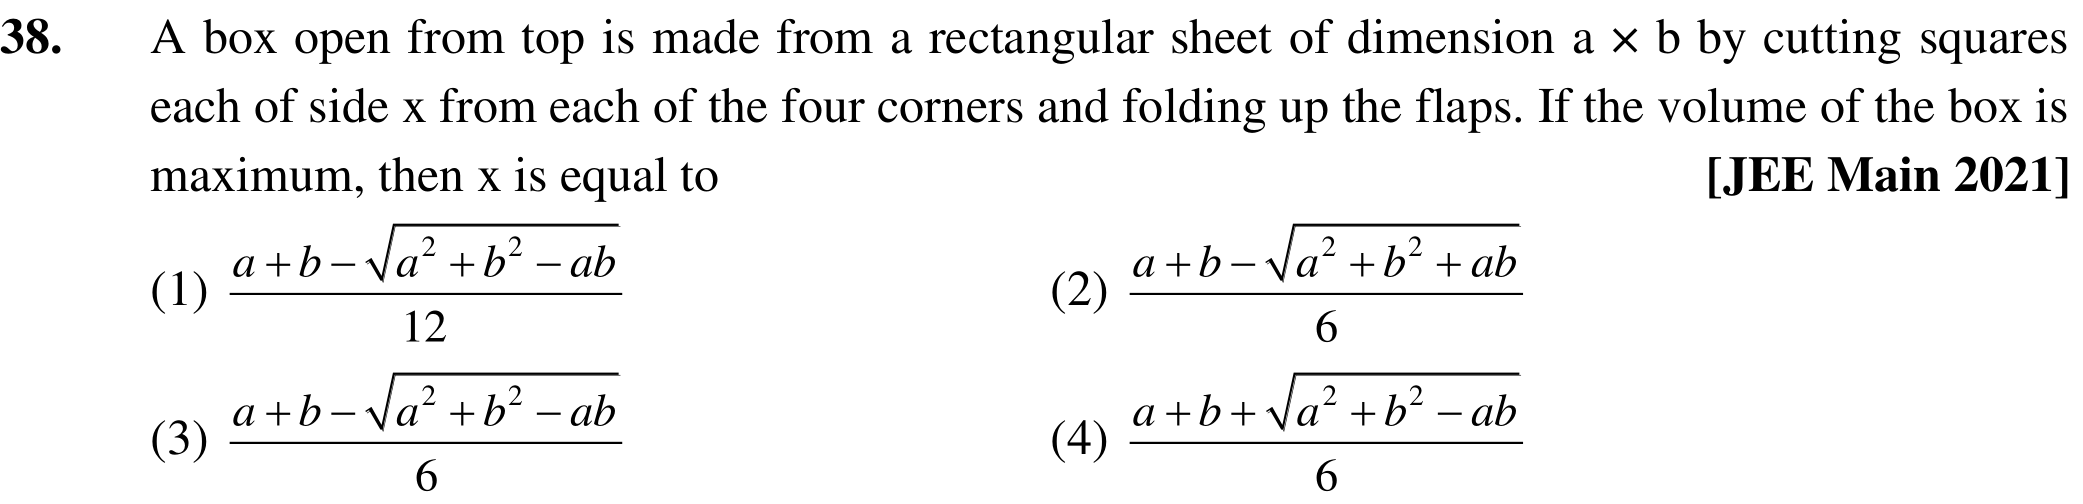 38. A box open from top is made from a rectangular sheet of dimension a × b by cutting squares
each of side x from each of the four corners and folding up the flaps. If the volume of the box is
maximum, then x is equal to [JEE Main 2021]
(1) \frac{a+b-\sqrt{a^2+b^2-ab}}{12} (2) \frac{a+b-\sqrt{a^2+b^2+ab}}{6}
(3) \frac{a+b-\sqrt{a^2+b^2-ab}}{6} (4) \frac{a+b+\sqrt{a^2+b^2-ab}}{6}